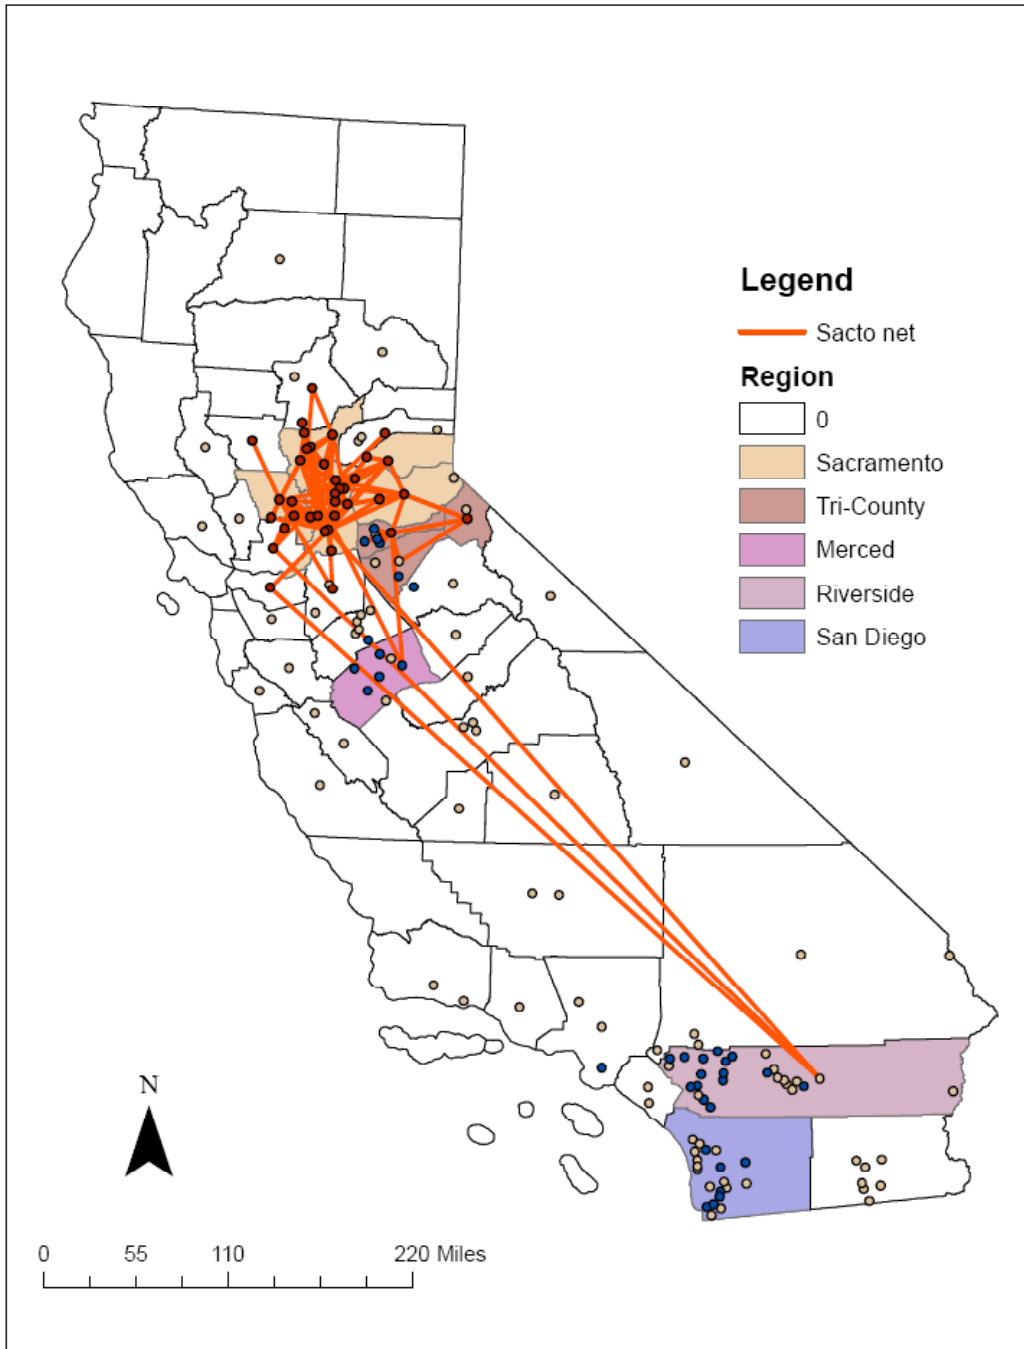 Legend
Sacto net
Region
0
Sacramento
Tri-County
Merced
Riverside
San Diego
N
0 55 110 220 Miles